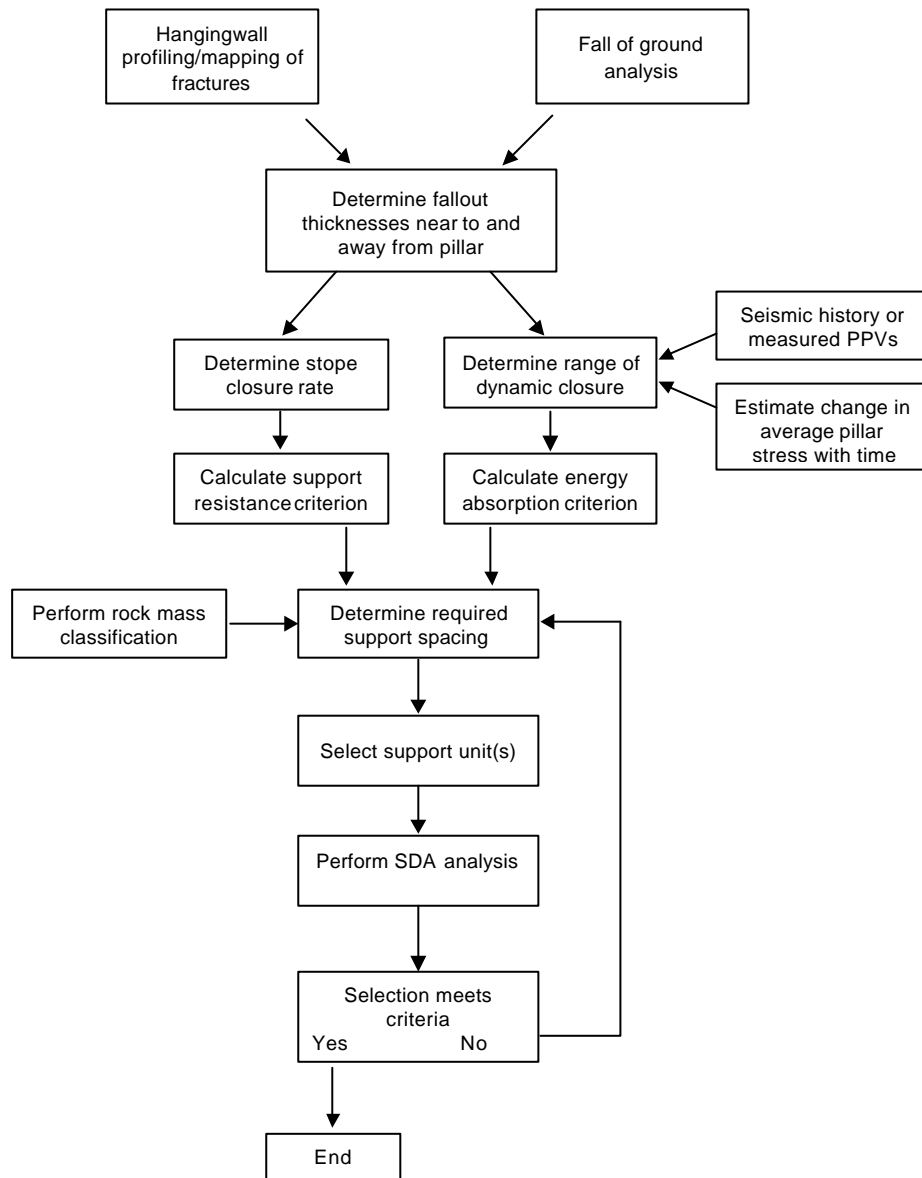 Hangingwall
profiling/mapping of
fractures
Fall of ground
analysis
Determine fallout
thicknesses near to and
away from pillar
Determine stope
closure rate
Determine range of
dynamic closure
Seismic history or
measured PPVs
Estimate change in
average pillar
stress with time
Calculate support
resistance criterion
Calculate energy
absorption criterion
Perform rock mass
classification
Determine required
support spacing
Select support unit(s)
Perform SDA analysis
Selection meets
criteria
Yes No
End